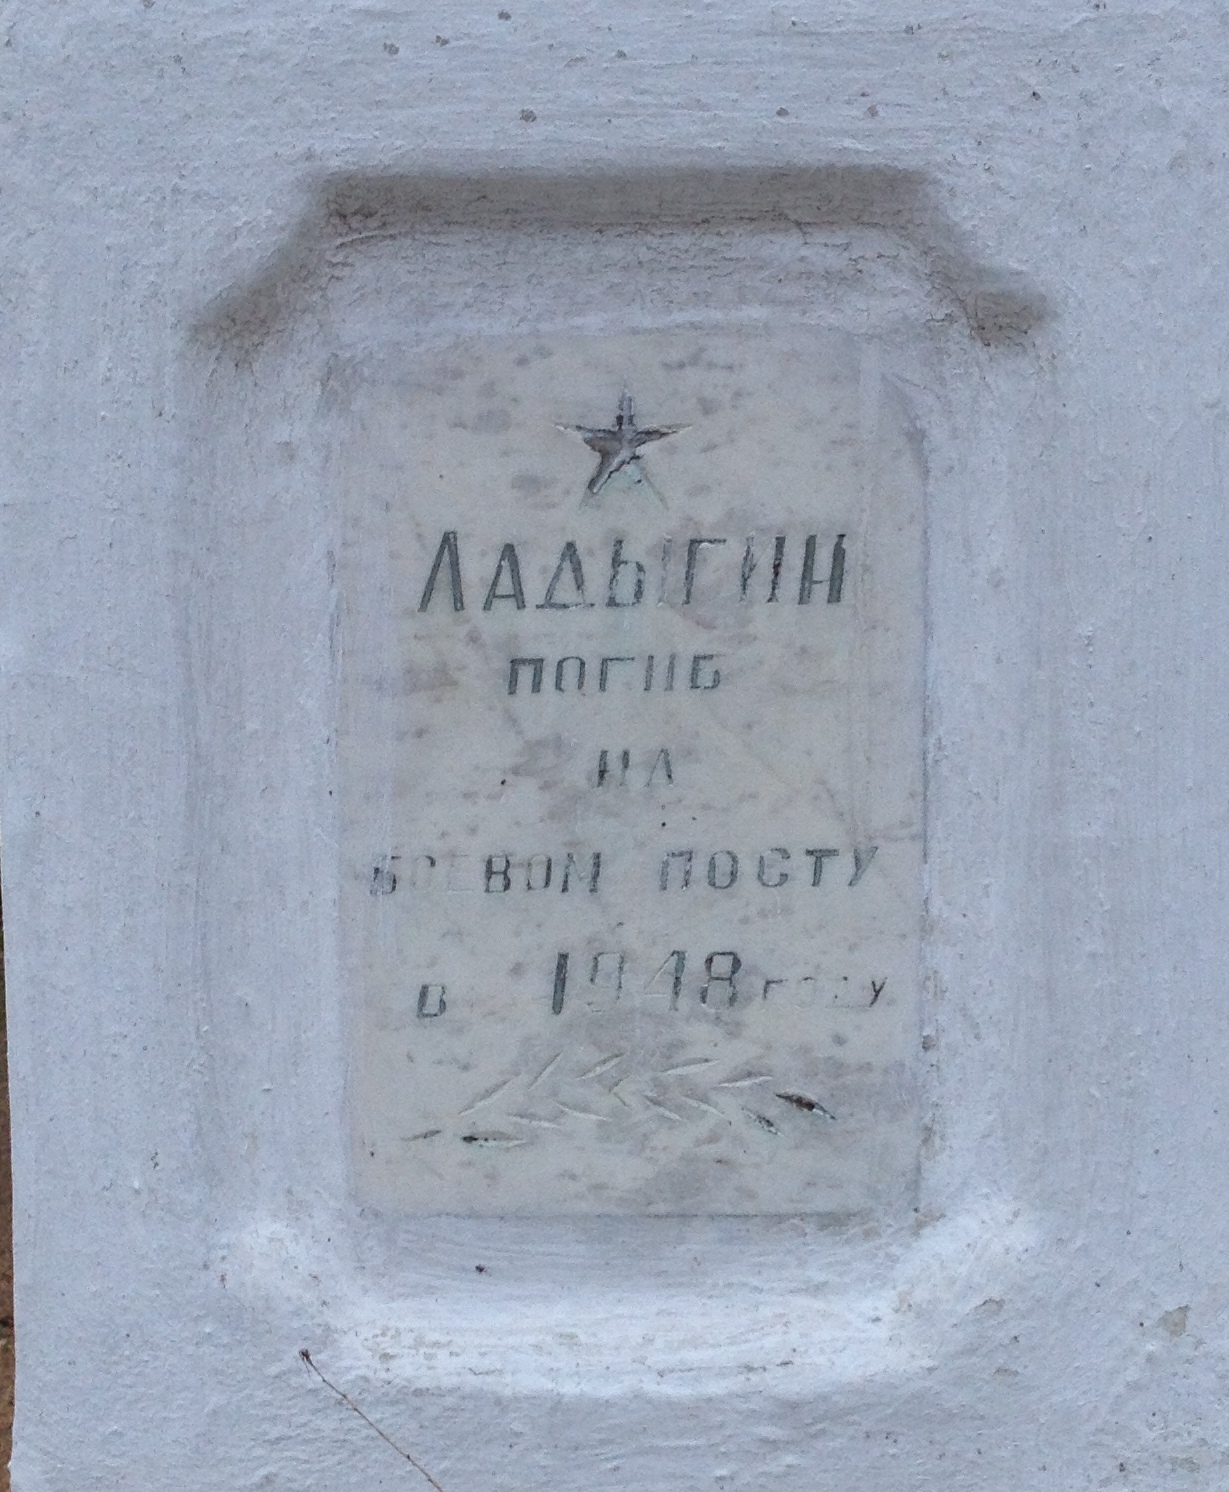 ЛАДЫГИН
ПОГИБ
НА
БОЕВОМ ПОСТУ
В 1948 году